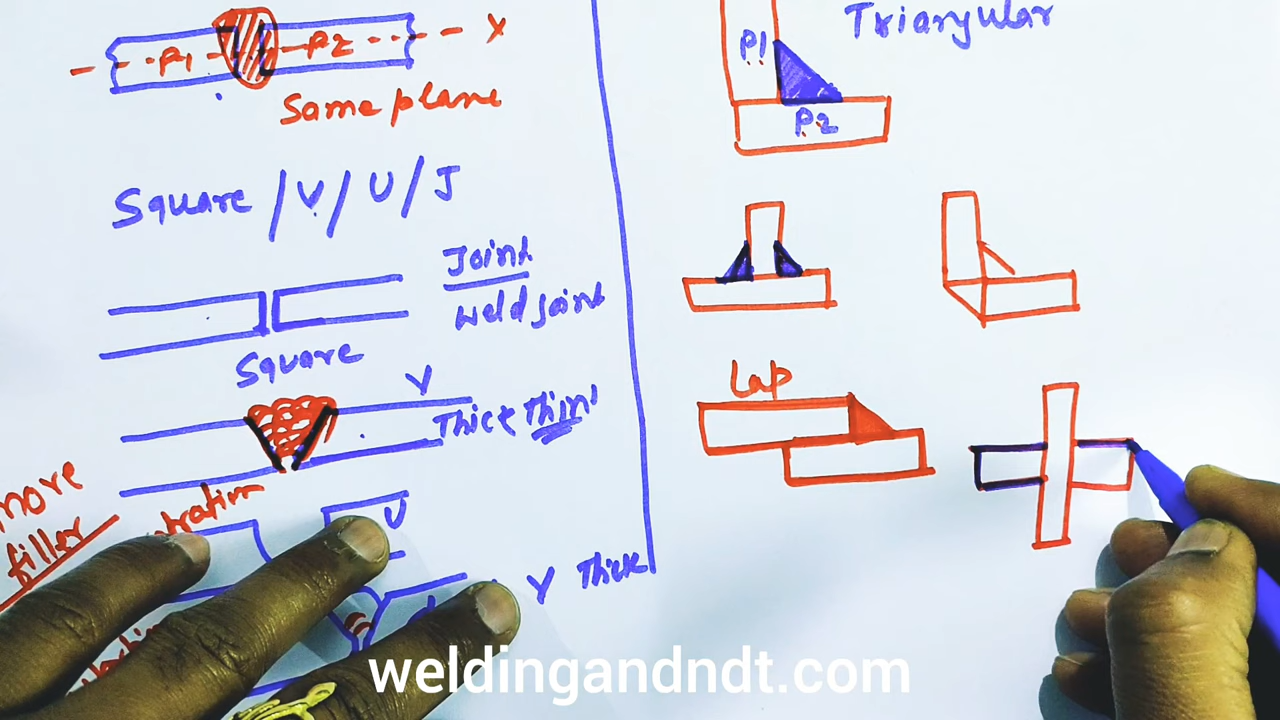 P1 P2 X
Same plane
Square / V / U / J
Joint
Weld joint
Square
V
Thick Thin
more
filler
U
V Thick
Triangular
P1
P2
Lap
weldingandndt.com